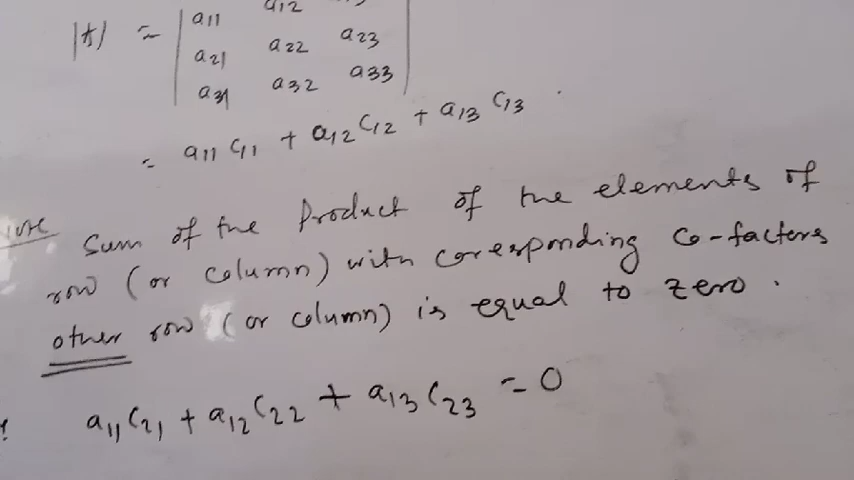 |A| = | a11 a12
a21 a22 a23
a31 a32 a33 |
= a11 C11 + a12 C12 + a13 C13
Sum of the Product of the elements of
row (or column) with corresponding Co-factors
other row (or column) is equal to zero.
a11 C21 + a12 C22 + a13 C23 = 0